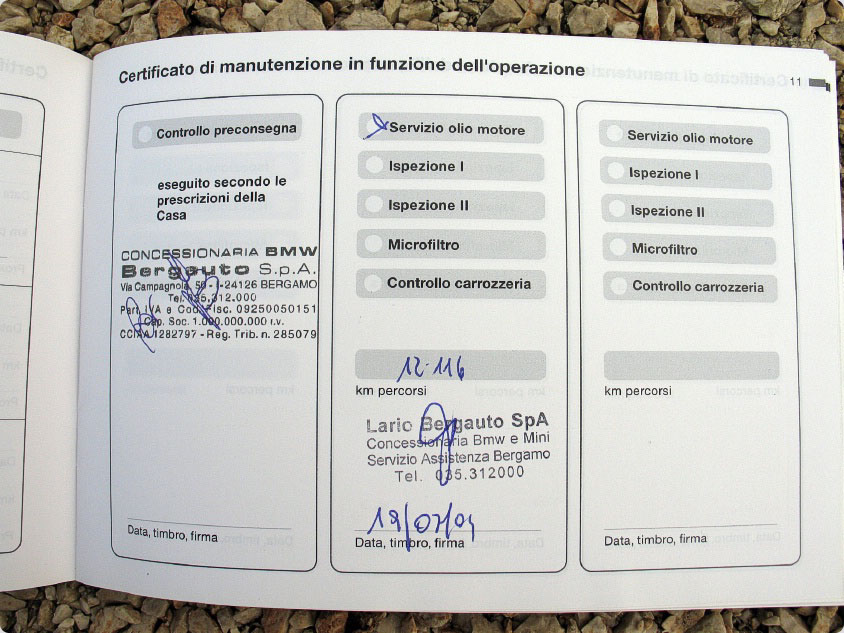 Certificato di manutenzione in funzione dell'operazione
11
Controllo preconsegna
eseguito secondo le
prescrizioni della
Casa
CONCESSIONARIA BMW
Bergauto S.p.A.
Via Campagnola, 50 - I-24126 BERGAMO
Tel. 035.312.000
Part. IVA e Cod. Fisc. 09250050151
Cap. Soc. 1.000.000.000 i.v.
CCIAA 1282797 - Reg. Trib. n. 285079
Data, timbro, firma
Servizio olio motore
Ispezione I
Ispezione II
Microfiltro
Controllo carrozzeria
12.116
km percorsi
Lario Bergauto SpA
Concessionaria Bmw e Mini
Servizio Assistenza Bergamo
Tel. 035.312000
19/07/04
Data, timbro, firma
Servizio olio motore
Ispezione I
Ispezione II
Microfiltro
Controllo carrozzeria
km percorsi
Data, timbro, firma